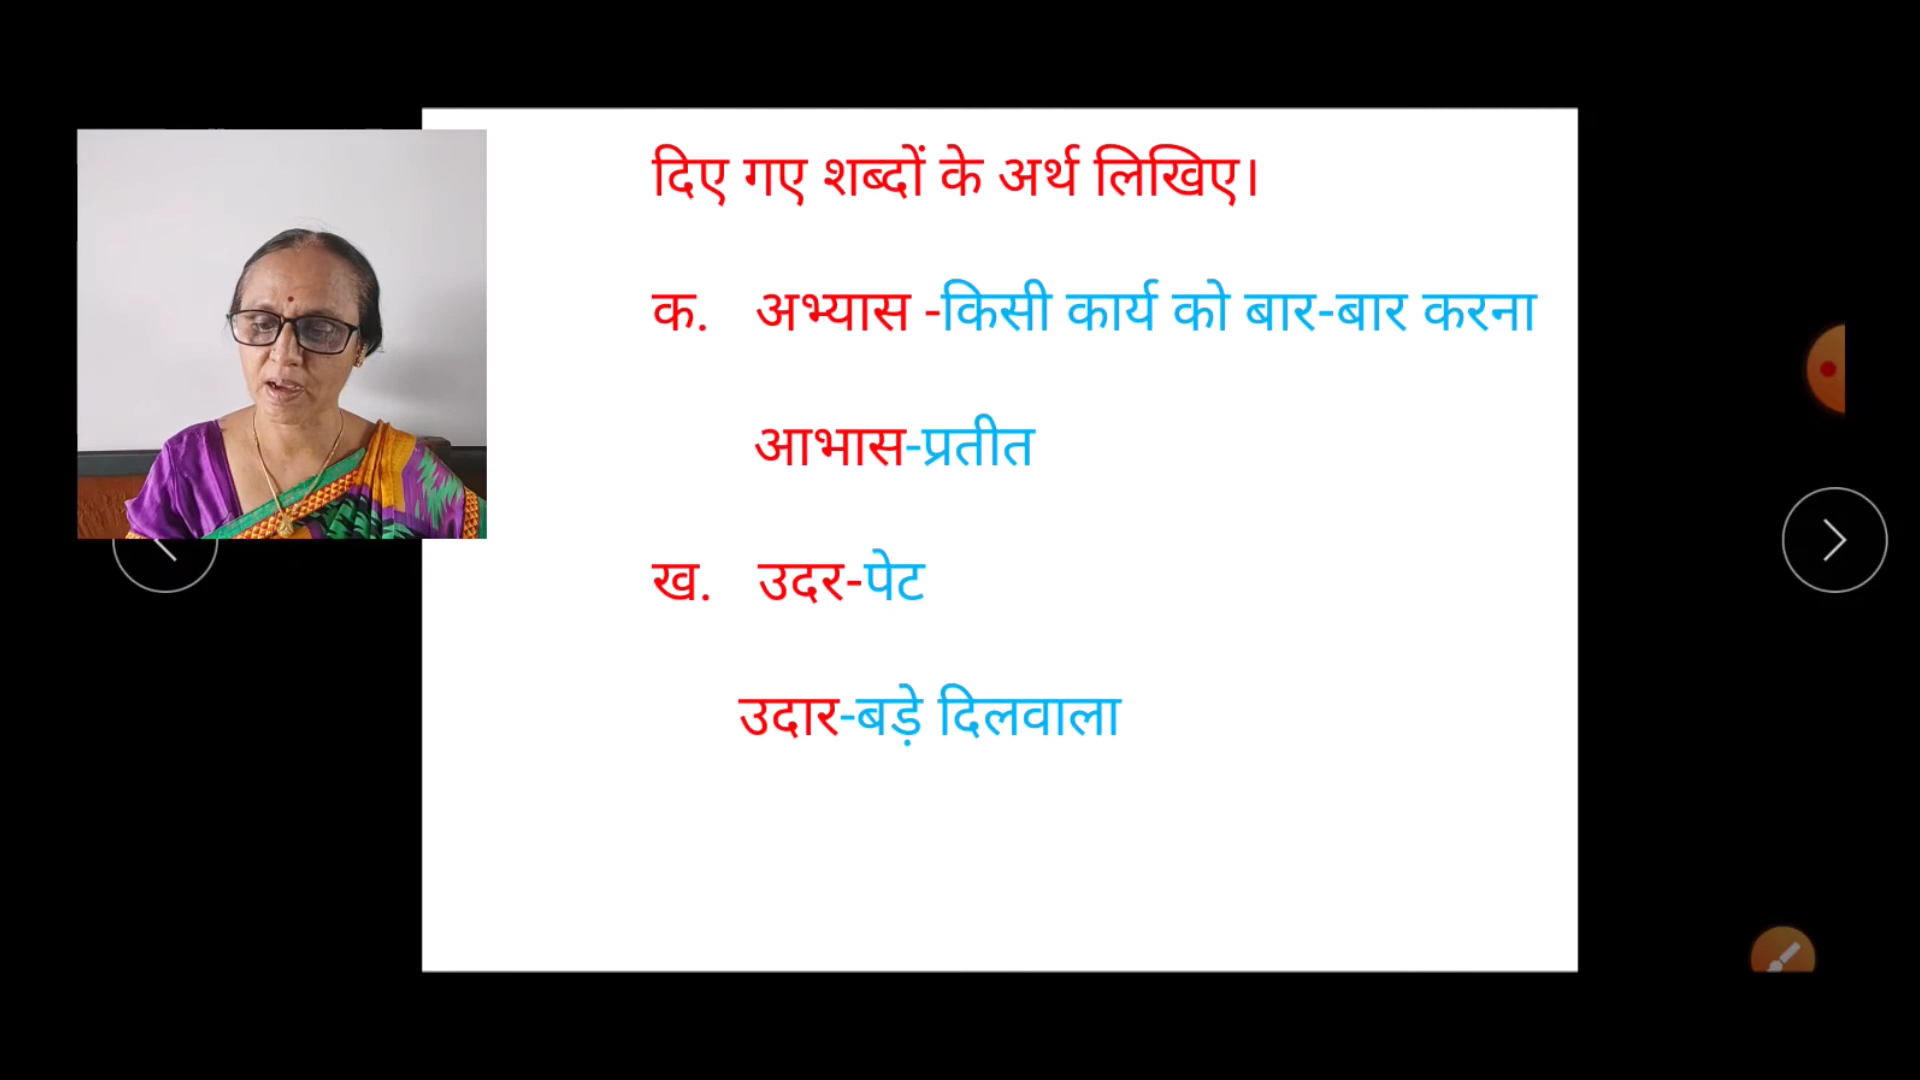 दिए गए शब्दों के अर्थ लिखिए।
क. अभ्यास -किसी कार्य को बार-बार करना
आभास-प्रतीत
ख. उदर-पेट
उदार-बड़े दिलवाला